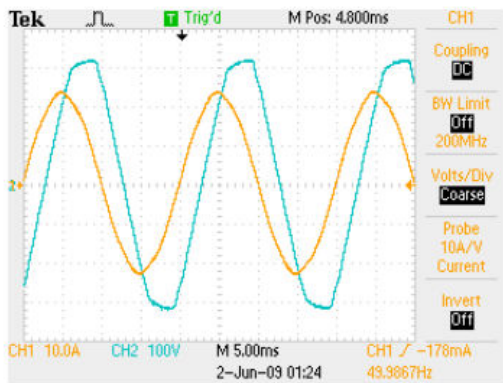 Tek Trig'd M Pos: 4.800ms CH1
Coupling
DC
BW Limit
Off
200MHz
Volts/Div
Coarse
Probe
10A/V
Current
Invert
Off
2
CH1 10.0A CH2 100V M 5.00ms CH1 -178mA
2-Jun-09 01:24 49.9867Hz